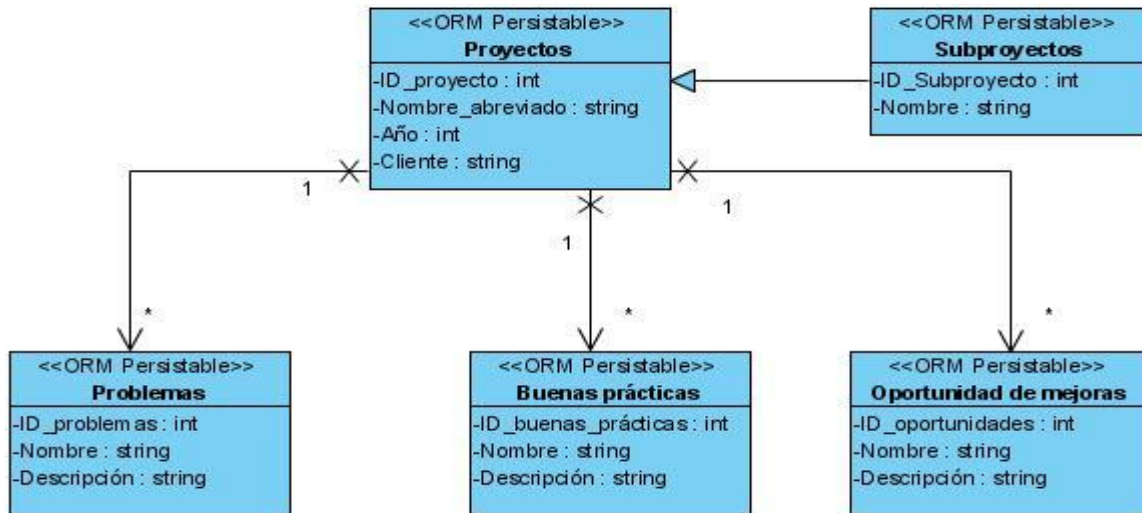 <<ORM Persistable>>
Proyectos
-ID_proyecto : int
-Nombre_abreviado : string
-Año : int
-Cliente : string
<<ORM Persistable>>
Subproyectos
-ID_Subproyecto : int
-Nombre : string
1
1
1
*
*
*
<<ORM Persistable>>
Problemas
-ID_problemas : int
-Nombre : string
-Descripción : string
<<ORM Persistable>>
Buenas prácticas
-ID_buenas_prácticas : int
-Nombre : string
-Descripción : string
<<ORM Persistable>>
Oportunidad de mejoras
-ID_oportunidades : int
-Nombre : string
-Descripción : string